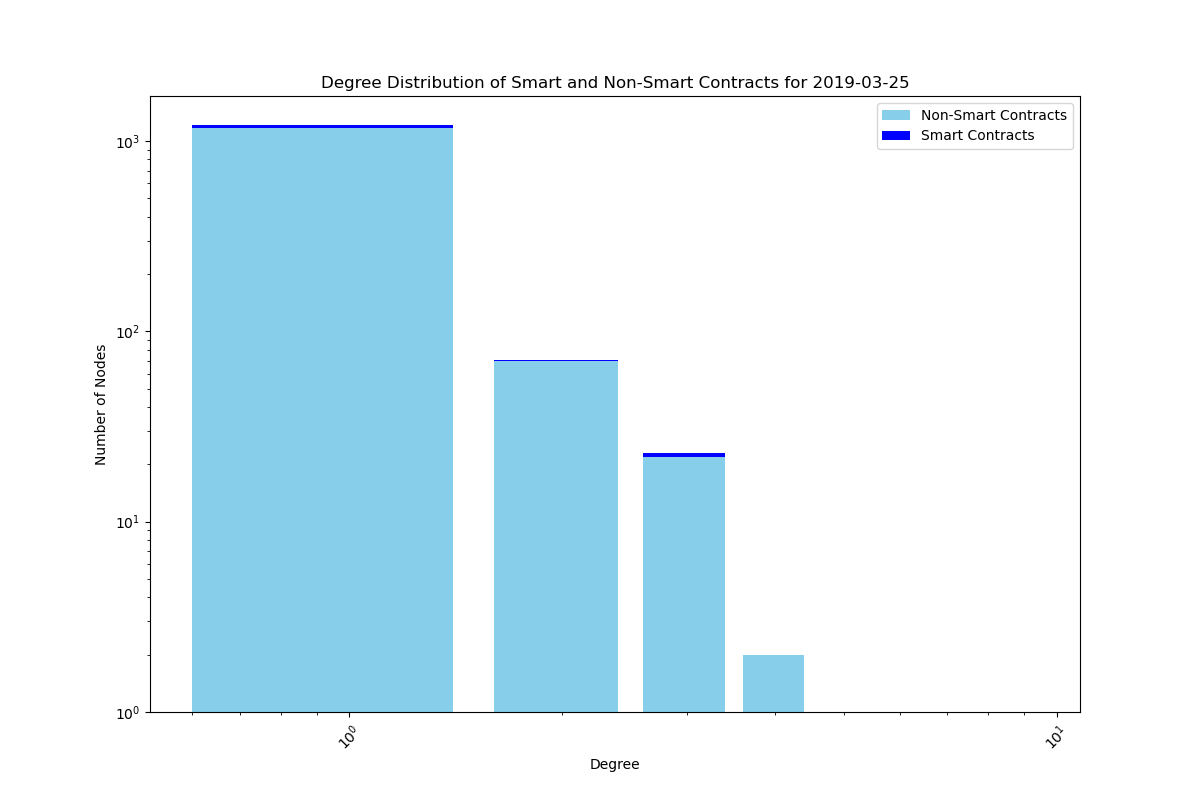 Degree Distribution of Smart and Non-Smart Contracts for 2019-03-25
Non-Smart Contracts
Smart Contracts
Number of Nodes
10³
10²
10¹
10⁰
10⁰
10¹
Degree